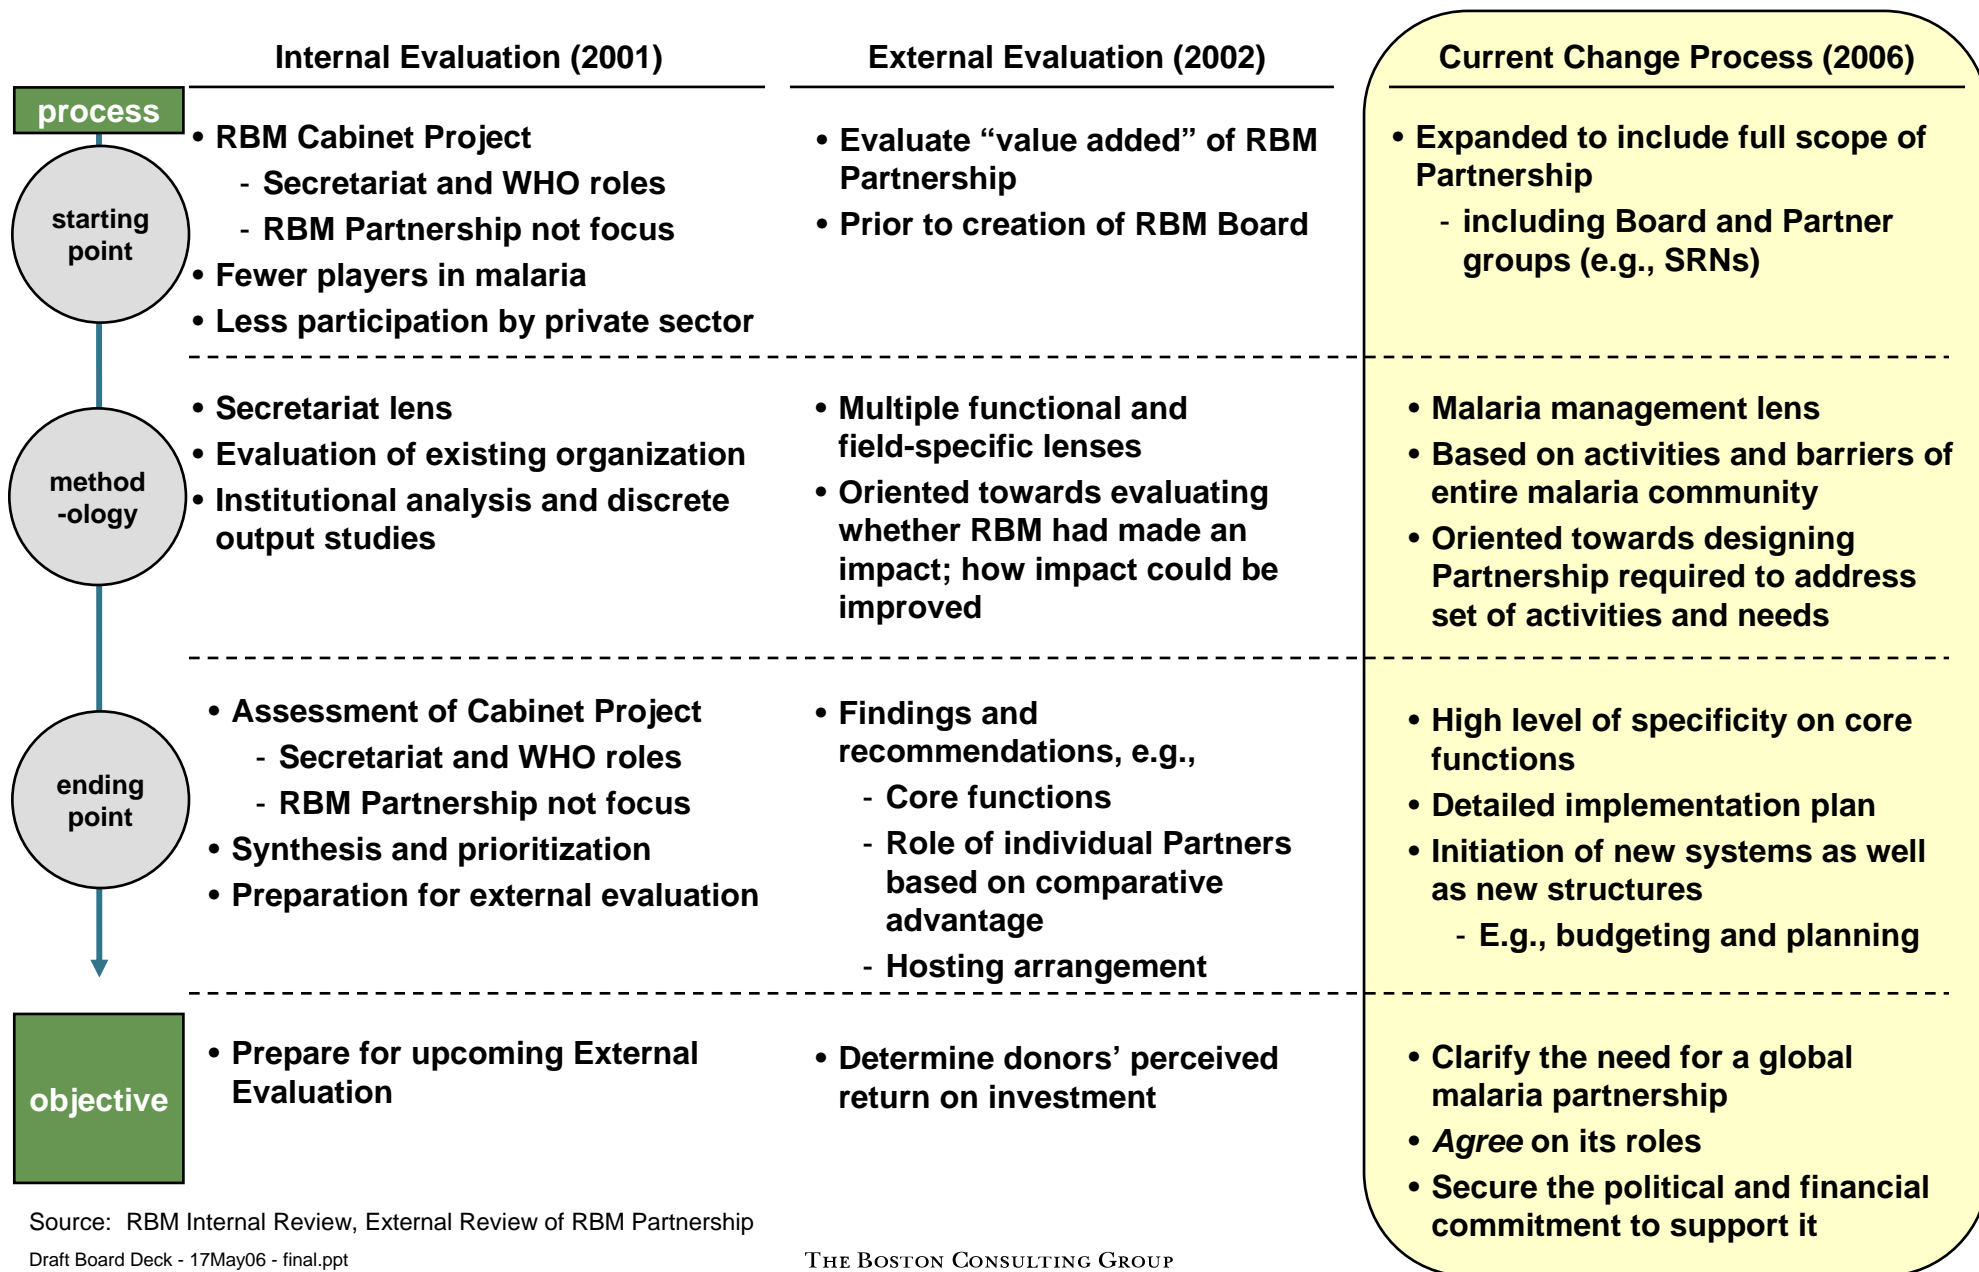 Internal Evaluation (2001)
External Evaluation (2002)
Current Change Process (2006)
process
starting
point
• RBM Cabinet Project
- Secretariat and WHO roles
- RBM Partnership not focus
• Fewer players in malaria
• Less participation by private sector
• Evaluate “value added” of RBM
Partnership
• Prior to creation of RBM Board
• Expanded to include full scope of
Partnership
- including Board and Partner
groups (e.g., SRNs)
method
-ology
• Secretariat lens
• Evaluation of existing organization
• Institutional analysis and discrete
output studies
• Multiple functional and
field-specific lenses
• Oriented towards evaluating
whether RBM had made an
impact; how impact could be
improved
• Malaria management lens
• Based on activities and barriers of
entire malaria community
• Oriented towards designing
Partnership required to address
set of activities and needs
ending
point
• Assessment of Cabinet Project
- Secretariat and WHO roles
- RBM Partnership not focus
• Synthesis and prioritization
• Preparation for external evaluation
• Findings and
recommendations, e.g.,
- Core functions
- Role of individual Partners
based on comparative
advantage
- Hosting arrangement
• High level of specificity on core
functions
• Detailed implementation plan
• Initiation of new systems as well
as new structures
- E.g., budgeting and planning
objective
• Prepare for upcoming External
Evaluation
• Determine donors’ perceived
return on investment
• Clarify the need for a global
malaria partnership
• Agree on its roles
• Secure the political and financial
commitment to support it
Source: RBM Internal Review, External Review of RBM Partnership
Draft Board Deck - 17May06 - final.ppt
THE BOSTON CONSULTING GROUP